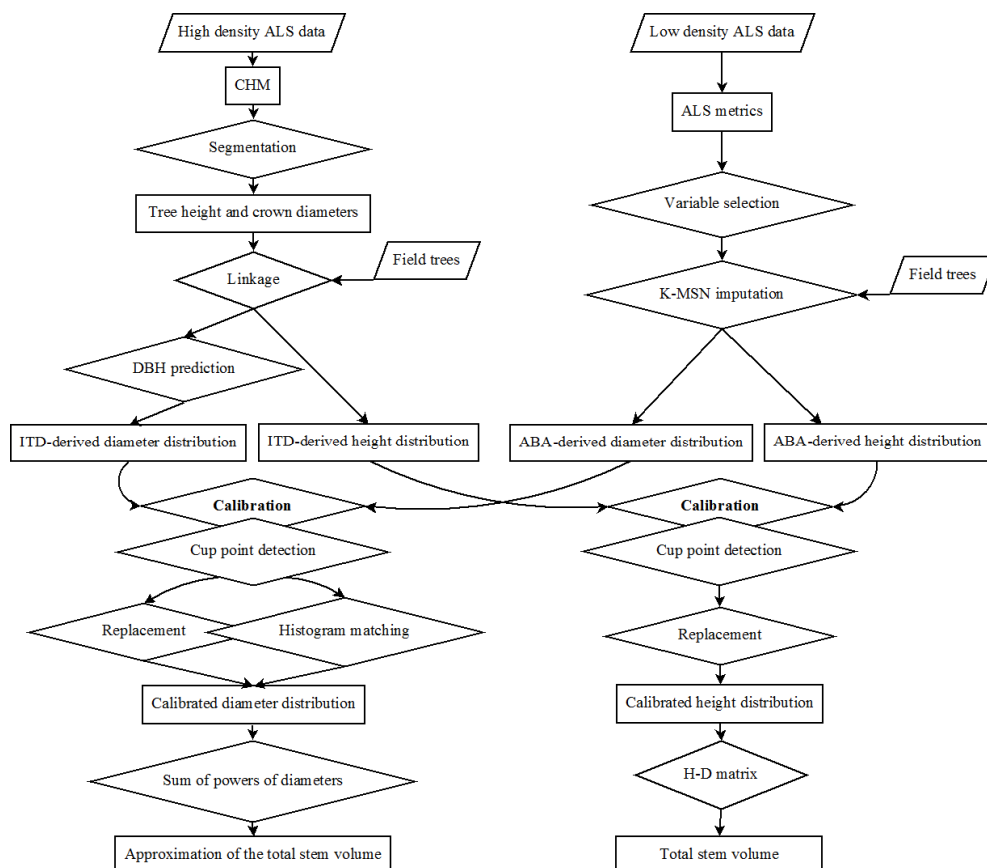 High density ALS data
Low density ALS data
CHM
ALS metrics
Segmentation
Tree height and crown diameters
Variable selection
Field trees
Linkage
Field trees
K-MSN imputation
DBH prediction
ITD-derived diameter distribution
ITD-derived height distribution
ABA-derived diameter distribution
ABA-derived height distribution
Calibration
Calibration
Cup point detection
Cup point detection
Replacement
Histogram matching
Replacement
Calibrated diameter distribution
Calibrated height distribution
Sum of powers of diameters
H-D matrix
Approximation of the total stem volume
Total stem volume